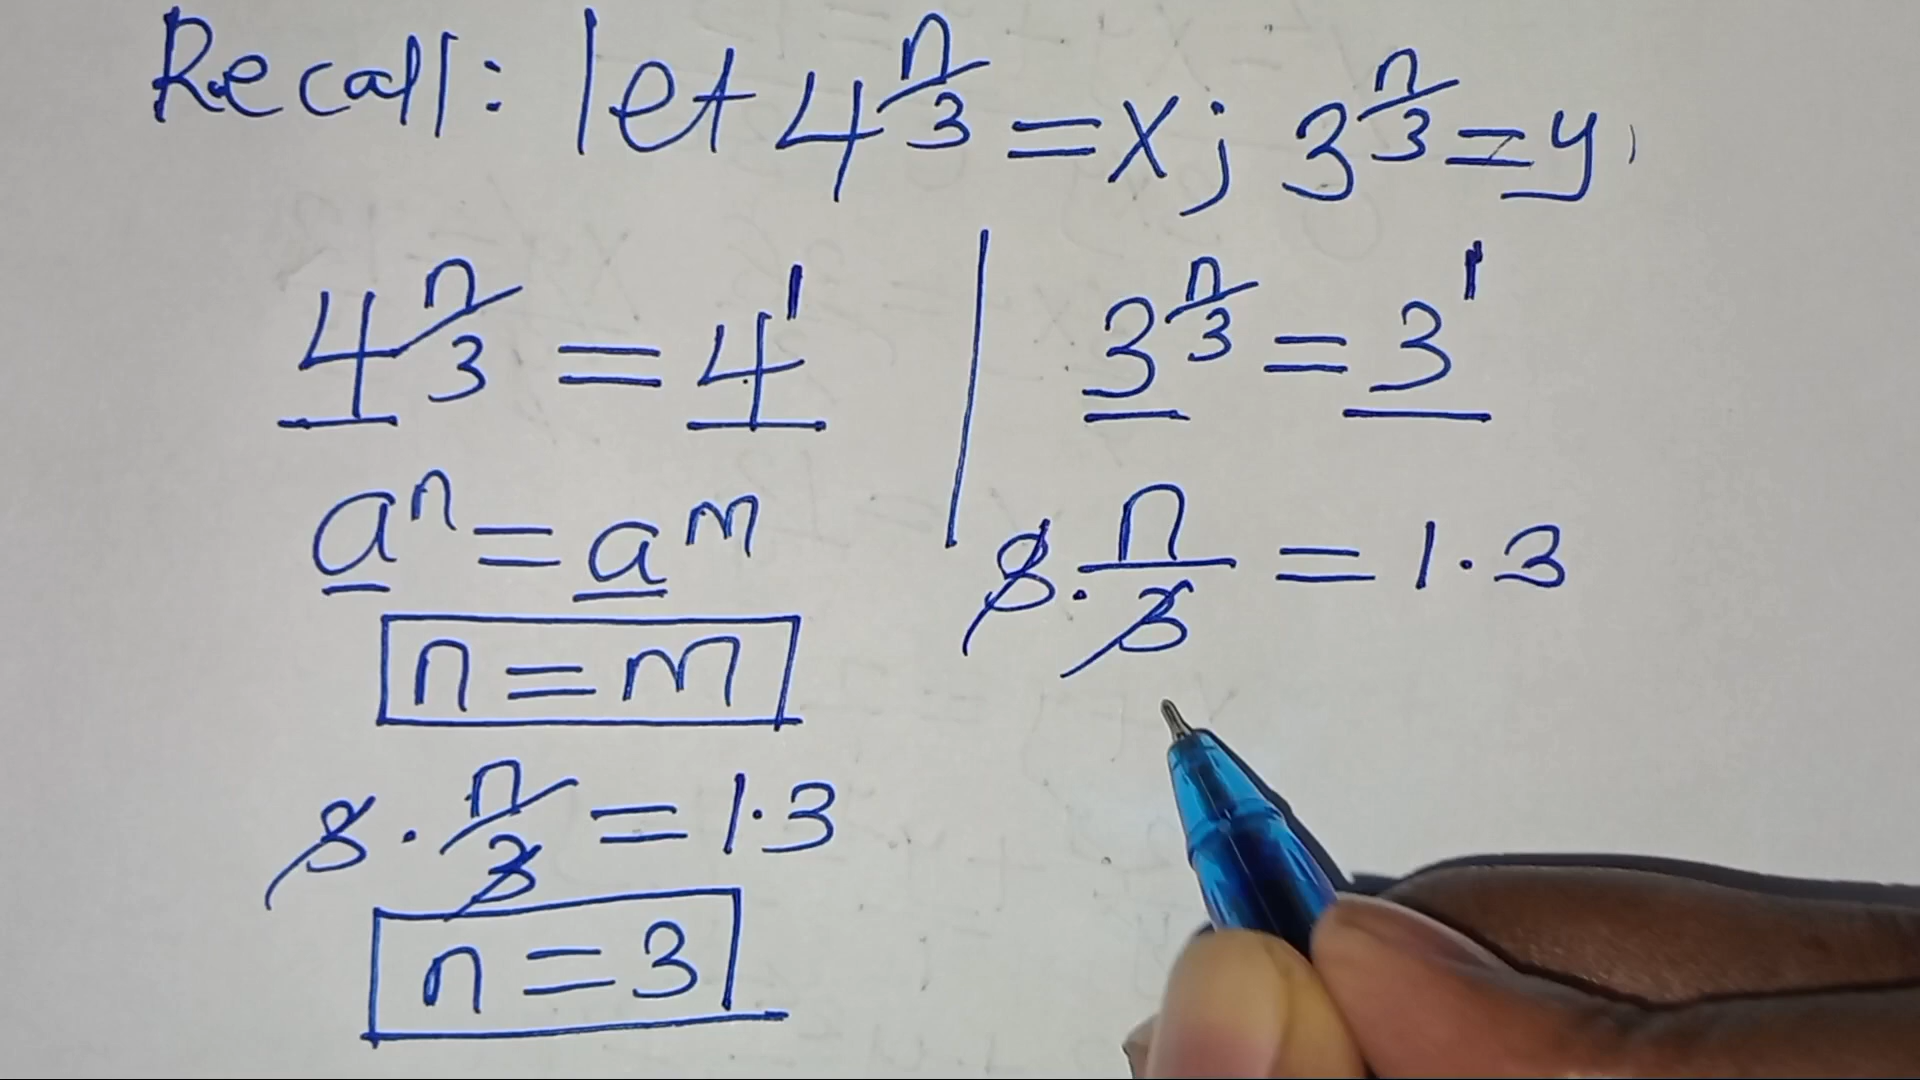 Recall: let 4^(n/3) = x; 3^(n/3) = y,
4^(n/3) = 4^1
a^n = a^m
n = m
3 · n/3 = 1·3
n = 3
3^(n/3) = 3^1
3 · n/3 = 1·3